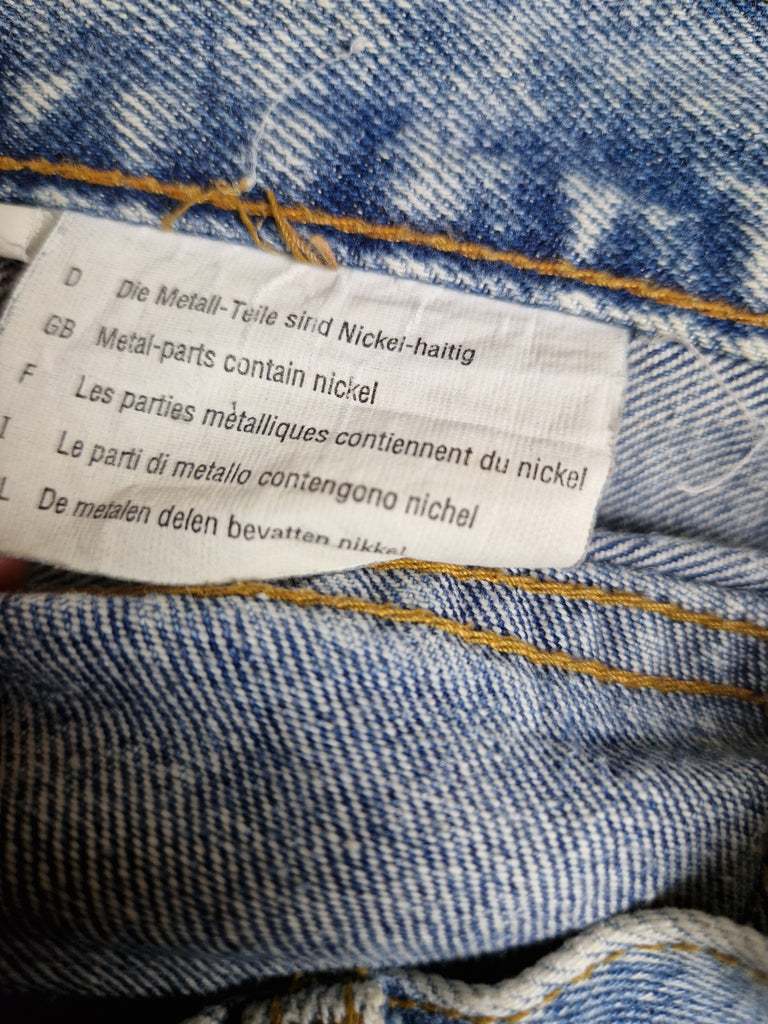 D Die Metall-Teile sind Nickel-haitig
GB Metal-parts contain nickel
F Les parties mètalliques contiennent du nickel
I Le parti di metallo contengono nichel
L De metalen delen bevatten nikkel